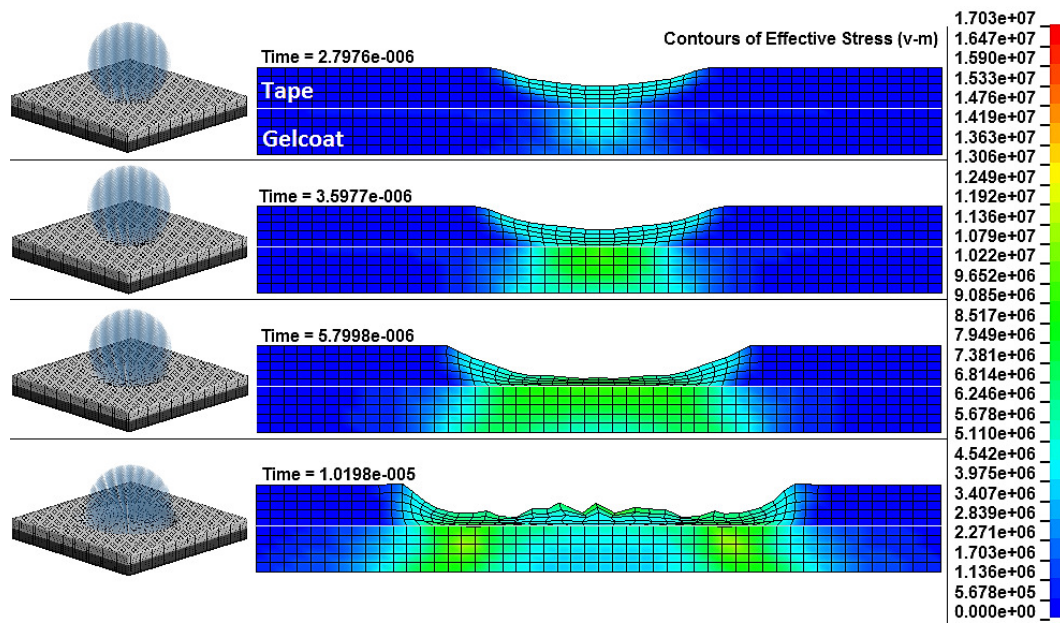 Contours of Effective Stress (v-m)
Time = 2.7976e-006
Tape
Gelcoat
Time = 3.5977e-006
Time = 5.7998e-006
Time = 1.0198e-005
1.703e+07
1.647e+07
1.590e+07
1.533e+07
1.476e+07
1.419e+07
1.363e+07
1.306e+07
1.249e+07
1.192e+07
1.136e+07
1.079e+07
1.022e+07
9.652e+06
9.085e+06
8.517e+06
7.949e+06
7.381e+06
6.814e+06
6.246e+06
5.678e+06
5.110e+06
4.542e+06
3.975e+06
3.407e+06
2.839e+06
2.271e+06
1.703e+06
1.136e+06
5.678e+05
0.000e+00